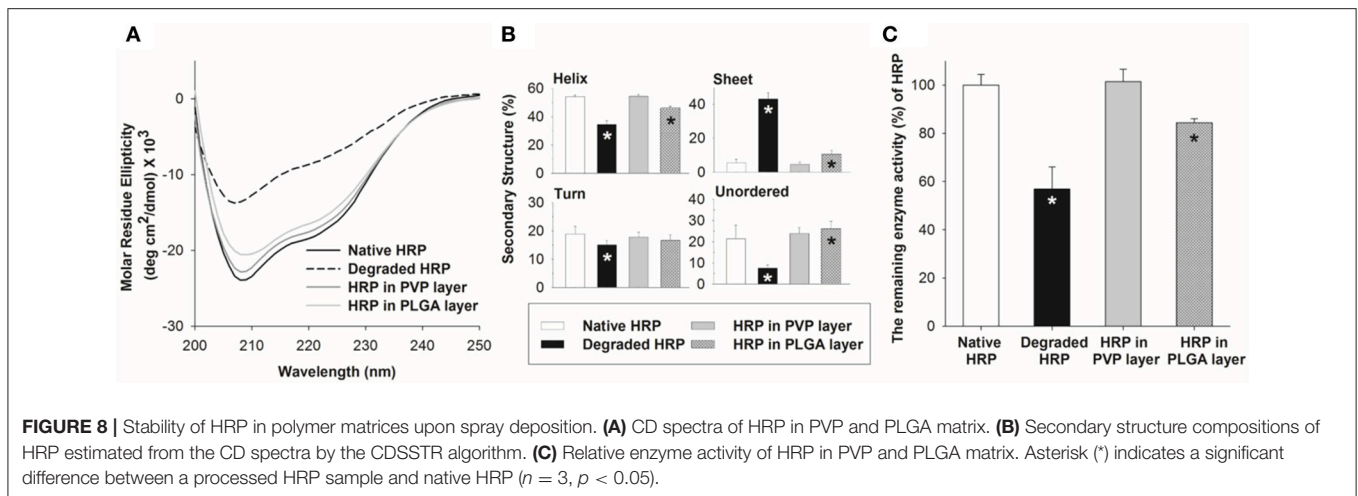 A
Molar Residue Ellipticity
(deg cm²/dmol) X 10³
0
-10
-20
-30
200 210 220 230 240 250
Wavelength (nm)
Native HRP
Degraded HRP
HRP in PVP layer
HRP in PLGA layer
B
Secondary Structure (%)
Helix
60
40
20
0
*
*
Sheet
40
20
0
*
*
Turn
30
20
10
0
*
Unordered
40
30
20
10
0
*
*
Native HRP
HRP in PVP layer
Degraded HRP
HRP in PLGA layer
C
The remaining enzyme activity (%) of HRP
100
80
60
40
20
0
*
*
Native
HRP
Degraded
HRP
HRP in
PVP layer
HRP in
PLGA layer
FIGURE 8 | Stability of HRP in polymer matrices upon spray deposition. (A) CD spectra of HRP in PVP and PLGA matrix. (B) Secondary structure compositions of
HRP estimated from the CD spectra by the CDSSTR algorithm. (C) Relative enzyme activity of HRP in PVP and PLGA matrix. Asterisk (*) indicates a significant
difference between a processed HRP sample and native HRP (n = 3, p < 0.05).